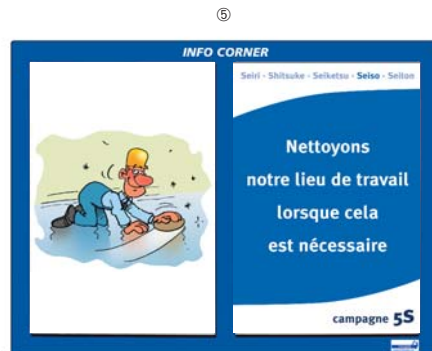 ⑤
INFO CORNER
Seiri - Shitsuke - Seiketsu - Seiso - Seiton
Nettoyons
notre lieu de travail
lorsque cela
est nécessaire
campagne 5S